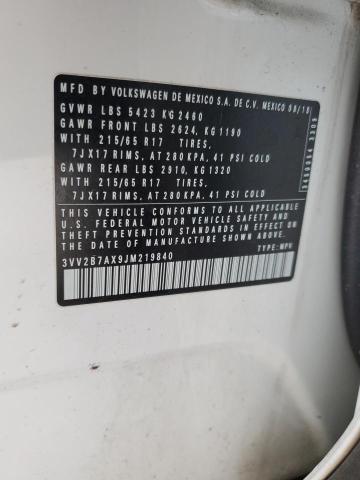 MFD BY VOLKSWAGEN DE MEXICO S.A. DE C.V. MEXICO 08/18
GVWR LBS 5423 KG 2460
GAWR FRONT LBS 2624, KG 1190
WITH 215/65 R17 TIRES,
7JX17 RIMS, AT 280 KPA, 41 PSI COLD
GAWR REAR LBS 2910, KG 1320
WITH 215/65 R17 TIRES,
7JX17 RIMS, AT 280 KPA, 41 PSI COLD
THIS VEHICLE CONFORMS TO ALL APPLICABLE
FEDERAL MOTOR VEHICLE SAFETY AND
THEFT PREVENTION STANDARDS IN EFFECT
ON THE DATE OF MANUFACTURE SHOWN ABOVE.
3VV2B7AX9JM219840 TYPE:MPV